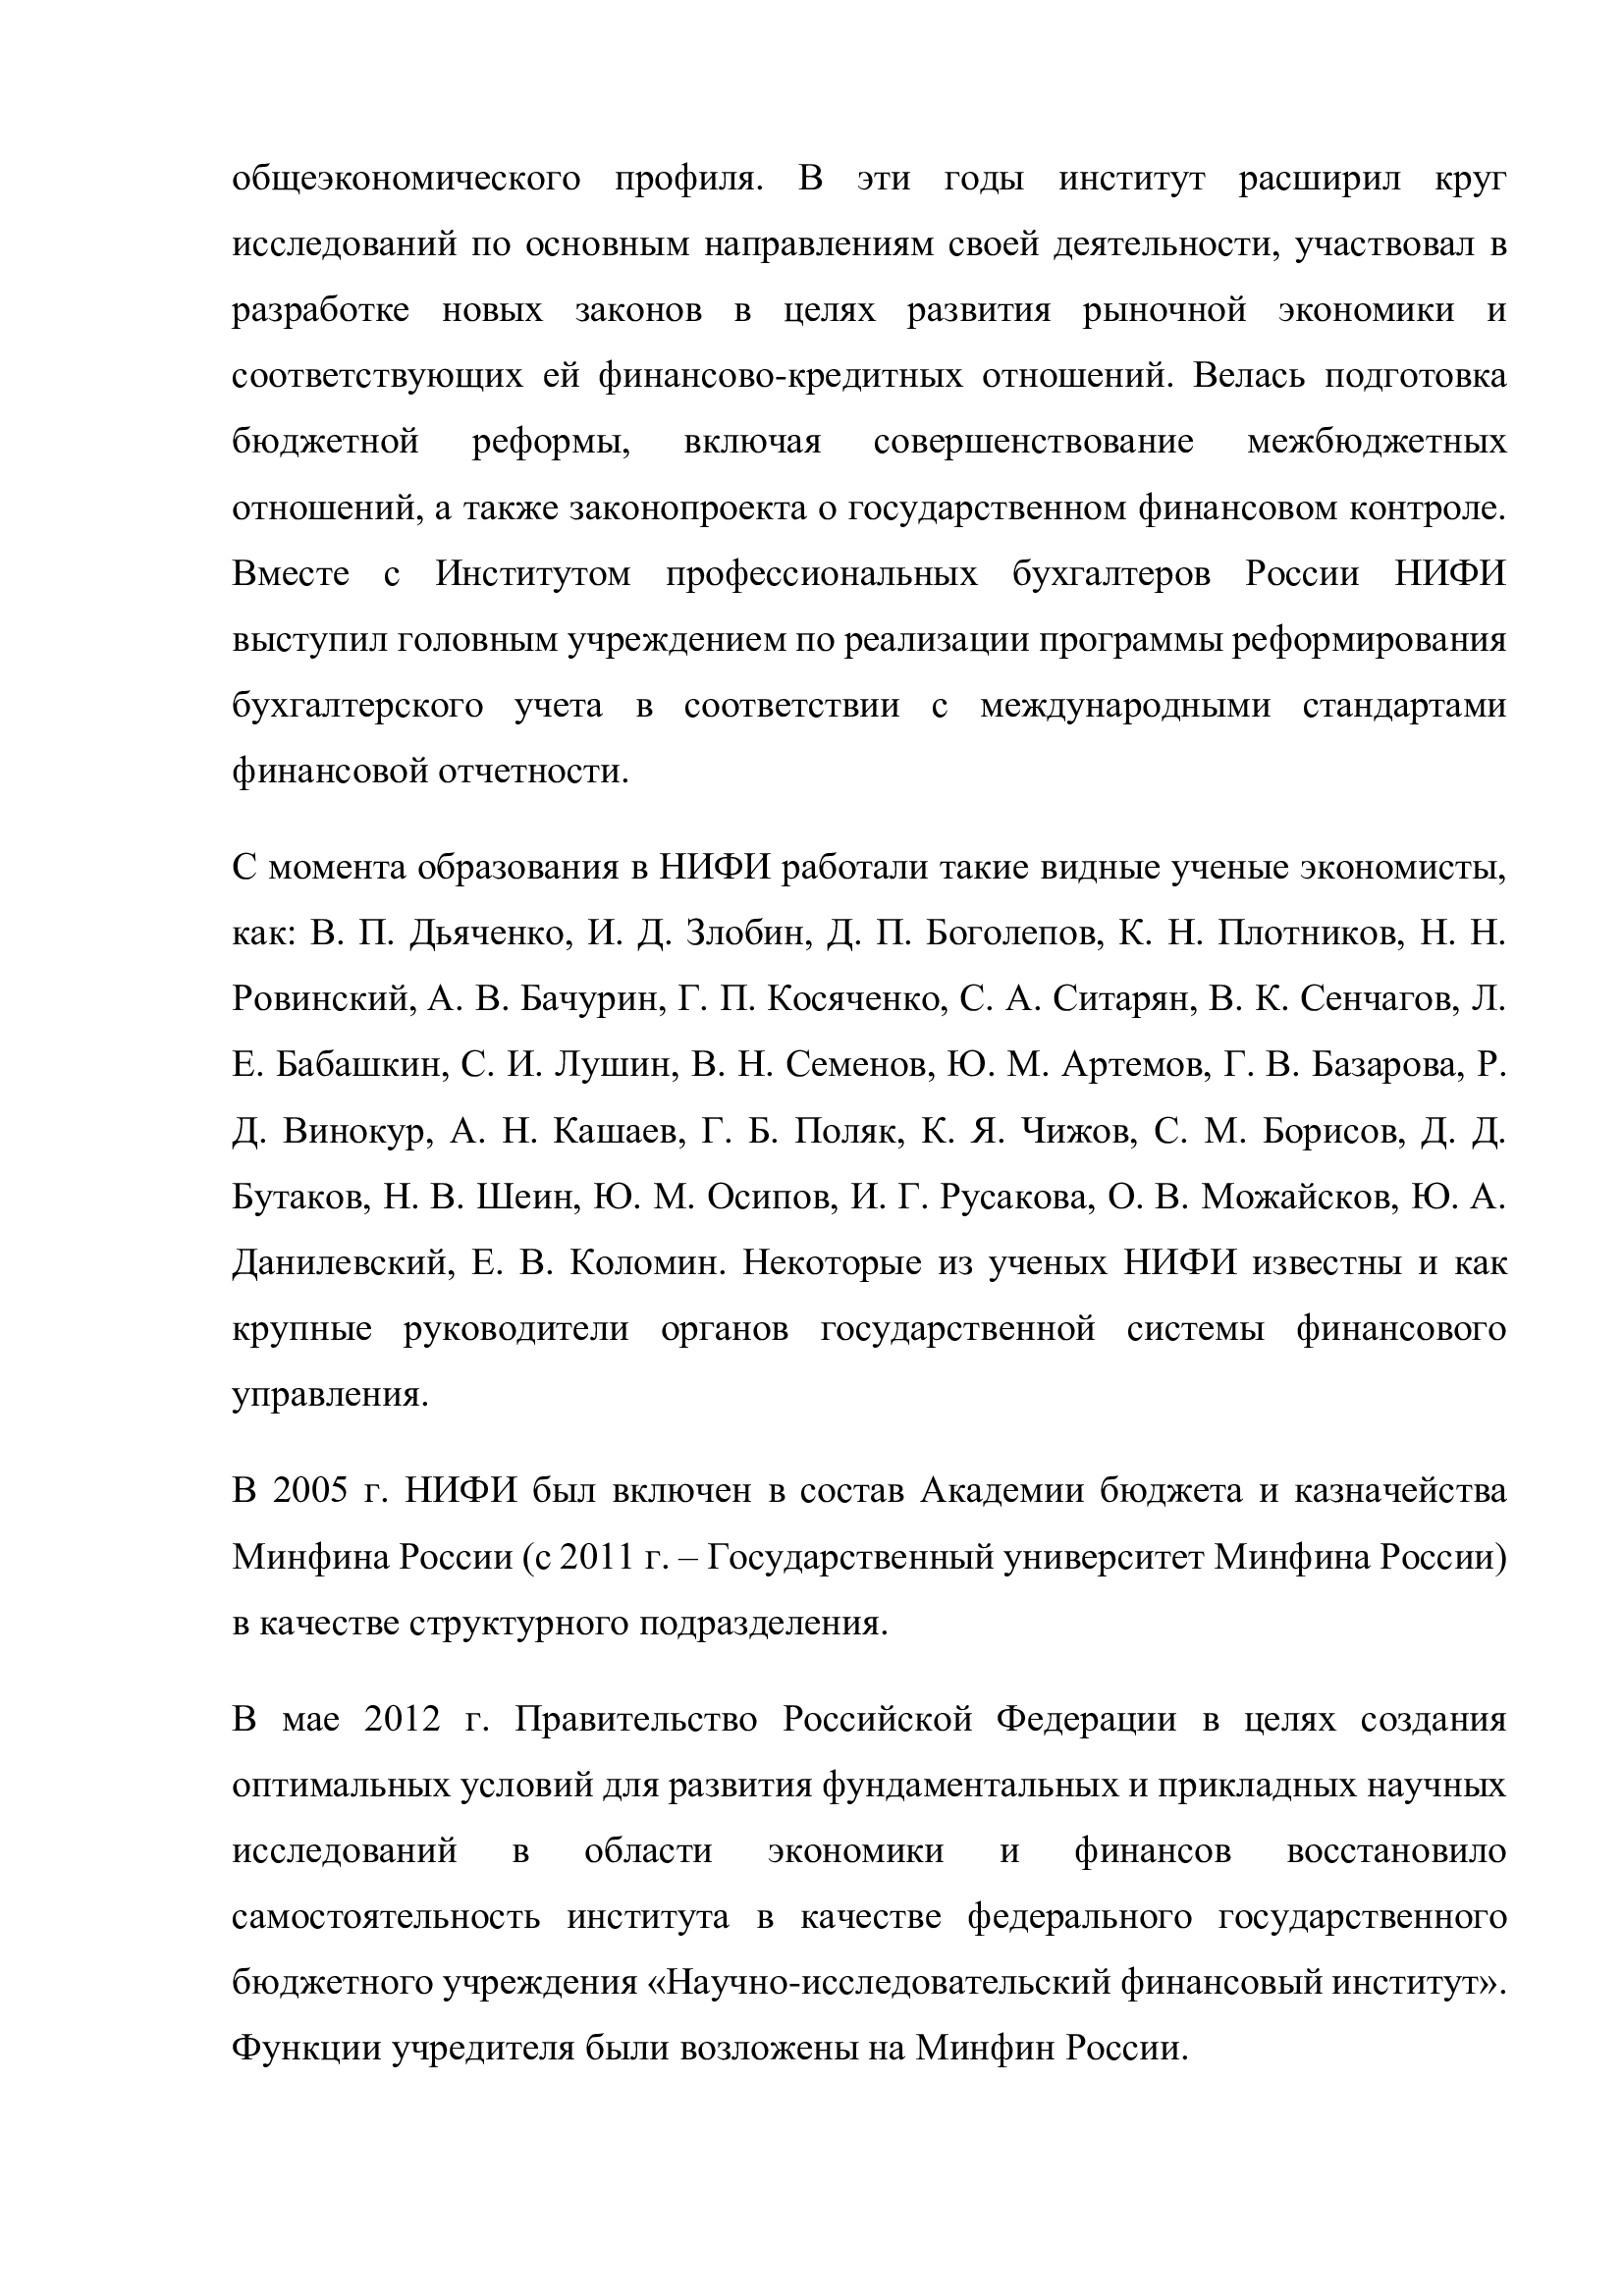 общеэкономического профиля. В эти годы институт расширил круг
исследований по основным направлениям своей деятельности, участвовал в
разработке новых законов в целях развития рыночной экономики и
соответствующих ей финансово-кредитных отношений. Велась подготовка
бюджетной реформы, включая совершенствование межбюджетных
отношений, а также законопроекта о государственном финансовом контроле.
Вместе с Институтом профессиональных бухгалтеров России НИФИ
выступил головным учреждением по реализации программы реформирования
бухгалтерского учета в соответствии с международными стандартами
финансовой отчетности.
С момента образования в НИФИ работали такие видные ученые экономисты,
как: В. П. Дьяченко, И. Д. Злобин, Д. П. Боголепов, К. Н. Плотников, Н. Н.
Ровинский, А. В. Бачурин, Г. П. Косяченко, С. А. Ситарян, В. К. Сенчагов, Л.
Е. Бабашкин, С. И. Лушин, В. Н. Семенов, Ю. М. Артемов, Г. В. Базарова, Р.
Д. Винокур, А. Н. Кашаев, Г. Б. Поляк, К. Я. Чижов, С. М. Борисов, Д. Д.
Бутаков, Н. В. Шеин, Ю. М. Осипов, И. Г. Русакова, О. В. Можайсков, Ю. А.
Данилевский, Е. В. Коломин. Некоторые из ученых НИФИ известны и как
крупные руководители органов государственной системы финансового
управления.
В 2005 г. НИФИ был включен в состав Академии бюджета и казначейства
Минфина России (с 2011 г. – Государственный университет Минфина России)
в качестве структурного подразделения.
В мае 2012 г. Правительство Российской Федерации в целях создания
оптимальных условий для развития фундаментальных и прикладных научных
исследований в области экономики и финансов восстановило
самостоятельность института в качестве федерального государственного
бюджетного учреждения «Научно-исследовательский финансовый институт».
Функции учредителя были возложены на Минфин России.